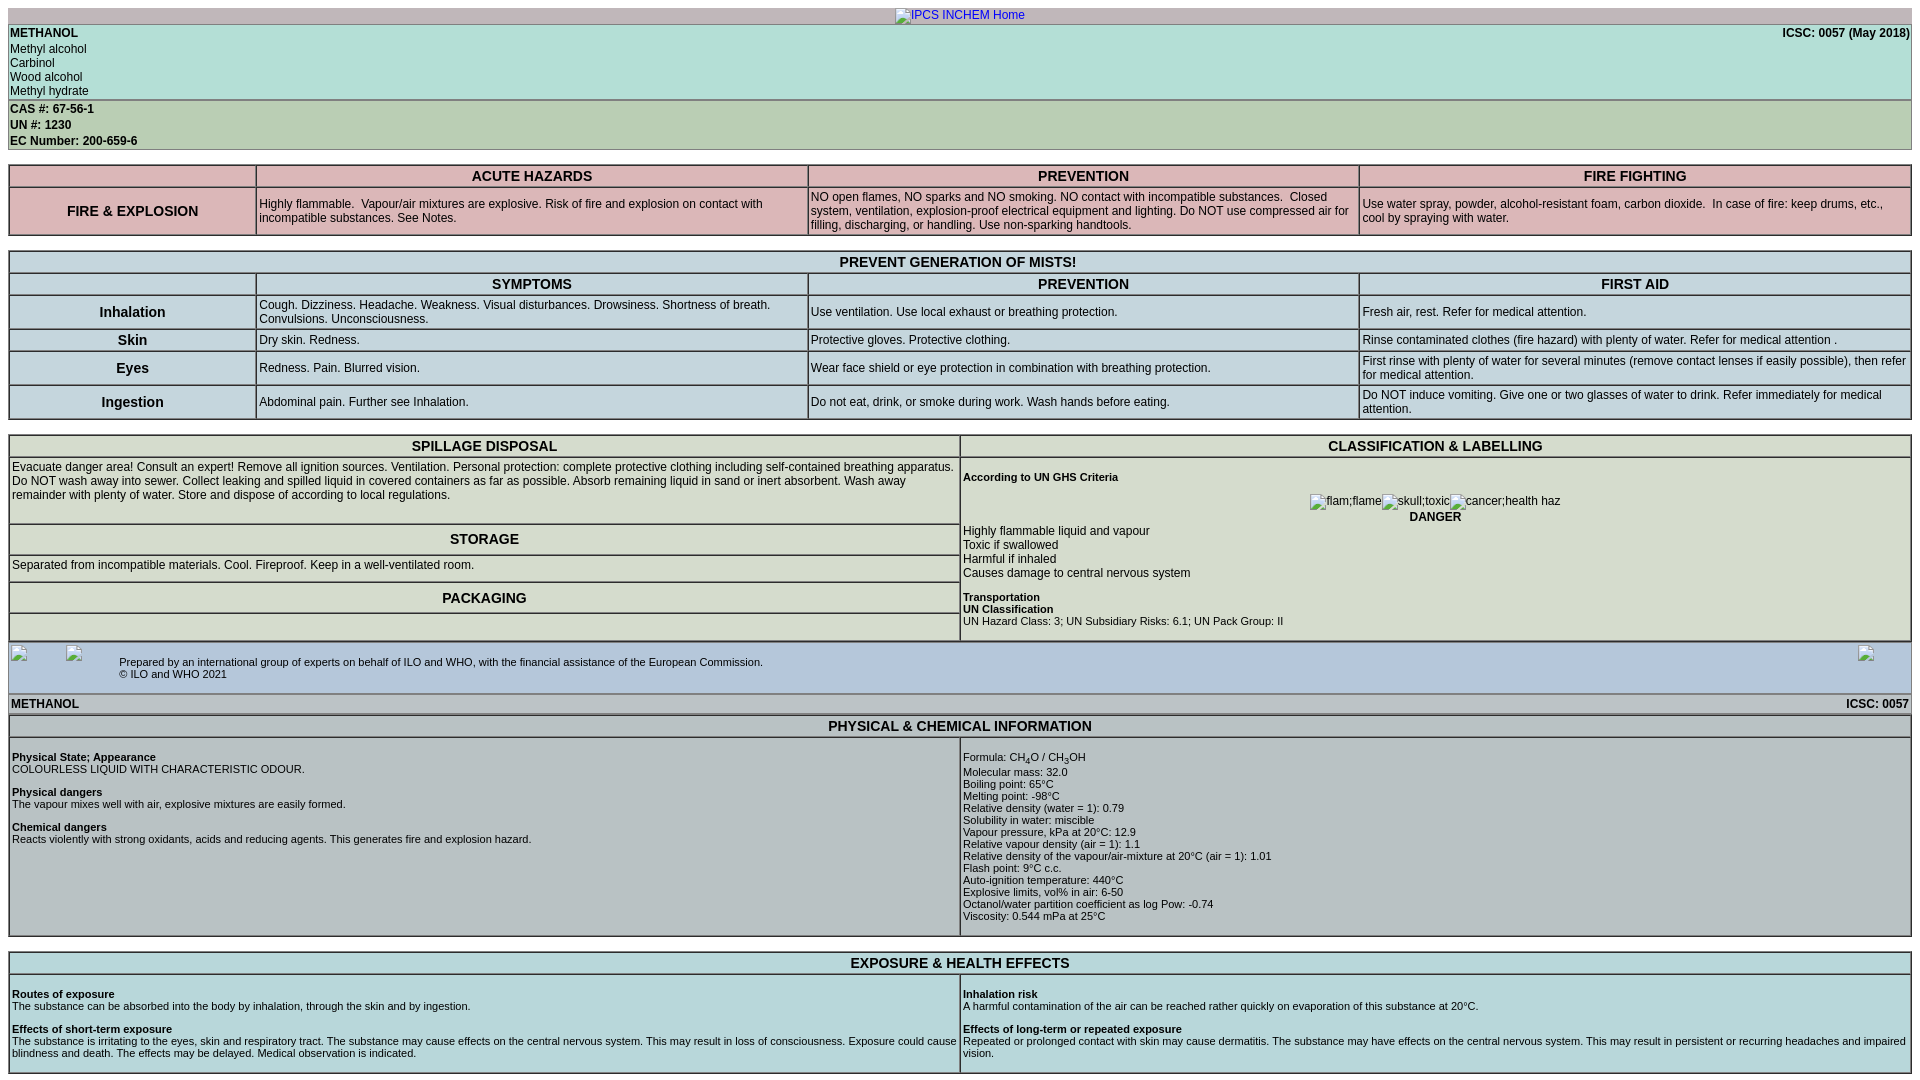 IPCS INCHEM Home
METHANOL ICSC: 0057 (May 2018)
Methyl alcohol
Carbinol
Wood alcohol
Methyl hydrate
CAS #: 67-56-1
UN #: 1230
EC Number: 200-659-6
ACUTE HAZARDS PREVENTION FIRE FIGHTING
FIRE & EXPLOSION
Highly flammable.  Vapour/air mixtures are explosive. Risk of fire and explosion on contact with
incompatible substances. See Notes.
NO open flames, NO sparks and NO smoking. NO contact with incompatible substances.  Closed
system, ventilation, explosion-proof electrical equipment and lighting. Do NOT use compressed air for
filling, discharging, or handling. Use non-sparking handtools.
Use water spray, powder, alcohol-resistant foam, carbon dioxide.  In case of fire: keep drums, etc.,
cool by spraying with water.
PREVENT GENERATION OF MISTS!
SYMPTOMS PREVENTION FIRST AID
Inhalation
Cough. Dizziness. Headache. Weakness. Visual disturbances. Drowsiness. Shortness of breath.
Convulsions. Unconsciousness.
Use ventilation. Use local exhaust or breathing protection.
Fresh air, rest. Refer for medical attention.
Skin
Dry skin. Redness.
Protective gloves. Protective clothing.
Rinse contaminated clothes (fire hazard) with plenty of water. Refer for medical attention .
Eyes
Redness. Pain. Blurred vision.
Wear face shield or eye protection in combination with breathing protection.
First rinse with plenty of water for several minutes (remove contact lenses if easily possible), then refer
for medical attention.
Ingestion
Abdominal pain. Further see Inhalation.
Do not eat, drink, or smoke during work. Wash hands before eating.
Do NOT induce vomiting. Give one or two glasses of water to drink. Refer immediately for medical
attention.
SPILLAGE DISPOSAL
Evacuate danger area! Consult an expert! Remove all ignition sources. Ventilation. Personal protection: complete protective clothing including self-contained breathing apparatus.
Do NOT wash away into sewer. Collect leaking and spilled liquid in covered containers as far as possible. Absorb remaining liquid in sand or inert absorbent. Wash away
remainder with plenty of water. Store and dispose of according to local regulations.
STORAGE
Separated from incompatible materials. Cool. Fireproof. Keep in a well-ventilated room.
PACKAGING
CLASSIFICATION & LABELLING
According to UN GHS Criteria
flam;flame skull;toxic cancer;health haz
DANGER
Highly flammable liquid and vapour
Toxic if swallowed
Harmful if inhaled
Causes damage to central nervous system
Transportation
UN Classification
UN Hazard Class: 3; UN Subsidiary Risks: 6.1; UN Pack Group: II
Prepared by an international group of experts on behalf of ILO and WHO, with the financial assistance of the European Commission.
© ILO and WHO 2021
METHANOL ICSC: 0057
PHYSICAL & CHEMICAL INFORMATION
Physical State; Appearance
COLOURLESS LIQUID WITH CHARACTERISTIC ODOUR.
Physical dangers
The vapour mixes well with air, explosive mixtures are easily formed.
Chemical dangers
Reacts violently with strong oxidants, acids and reducing agents. This generates fire and explosion hazard.
Formula: CH4O / CH3OH
Molecular mass: 32.0
Boiling point: 65°C
Melting point: -98°C
Relative density (water = 1): 0.79
Solubility in water: miscible
Vapour pressure, kPa at 20°C: 12.9
Relative vapour density (air = 1): 1.1
Relative density of the vapour/air-mixture at 20°C (air = 1): 1.01
Flash point: 9°C c.c.
Auto-ignition temperature: 440°C
Explosive limits, vol% in air: 6-50
Octanol/water partition coefficient as log Pow: -0.74
Viscosity: 0.544 mPa at 25°C
EXPOSURE & HEALTH EFFECTS
Routes of exposure
The substance can be absorbed into the body by inhalation, through the skin and by ingestion.
Effects of short-term exposure
The substance is irritating to the eyes, skin and respiratory tract. The substance may cause effects on the central nervous system. This may result in loss of consciousness. Exposure could cause
blindness and death. The effects may be delayed. Medical observation is indicated.
Inhalation risk
A harmful contamination of the air can be reached rather quickly on evaporation of this substance at 20°C.
Effects of long-term or repeated exposure
Repeated or prolonged contact with skin may cause dermatitis. The substance may have effects on the central nervous system. This may result in persistent or recurring headaches and impaired
vision.